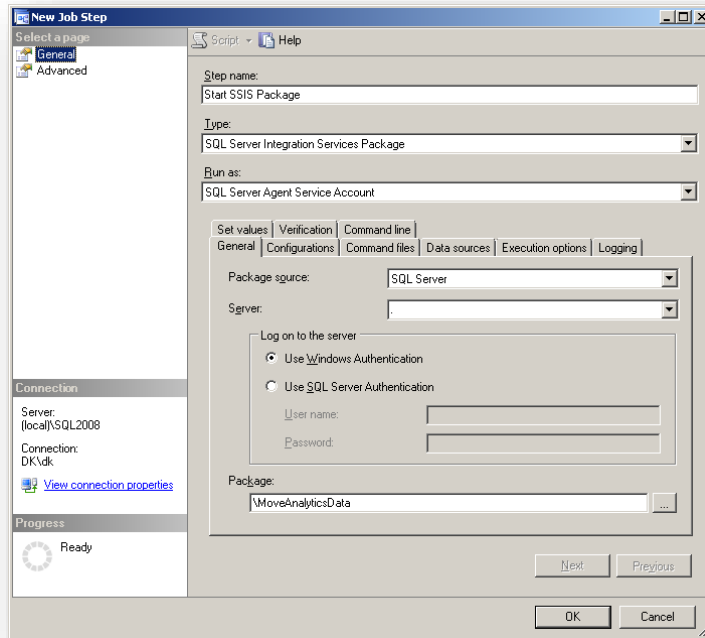 New Job Step
Select a page
General
Advanced
Script
Help
Step name:
Start SSIS Package
Type:
SQL Server Integration Services Package
Run as:
SQL Server Agent Service Account
Set values
Verification
Command line
General
Configurations
Command files
Data sources
Execution options
Logging
Package source:
SQL Server
Server:
.
Log on to the server
Use Windows Authentication
Use SQL Server Authentication
User name:
Password:
Package:
\MoveAnalyticsData
...
Connection
Server:
(local)\SQL2008
Connection:
DK\dk
View connection properties
Progress
Ready
Next
Previous
OK
Cancel